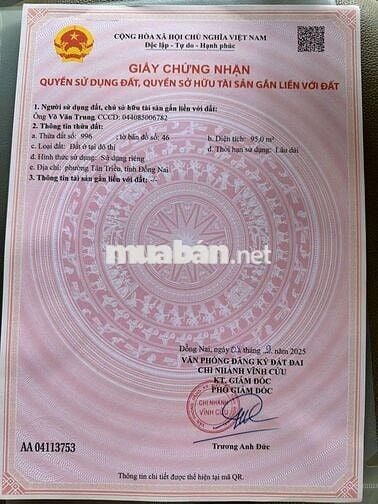 CỘNG HÒA XÃ HỘI CHỦ NGHĨA VIỆT NAM
Độc lập - Tự do - Hạnh phúc
GIẤY CHỨNG NHẬN
QUYỀN SỬ DỤNG ĐẤT, QUYỀN SỞ HỮU TÀI SẢN GẮN LIỀN VỚI ĐẤT
1. Người sử dụng đất, chủ sở hữu tài sản gắn liền với đất:
Ông Võ Văn Trung, CCCD: 044085006782
2. Thông tin thửa đất:
a. Thửa đất số: 996 ; tờ bản đồ số: 46 b. Diện tích: 95,0 m²
c. Loại đất: Đất ở tại đô thị d. Thời hạn sử dụng: Lâu dài
đ. Hình thức sử dụng: Sử dụng riêng
e. Địa chỉ: phường Tân Triều, tỉnh Đồng Nai
3. Thông tin tài sản gắn liền với đất: -/-
muaban.net
Đồng Nai, ngày tháng 9 năm 2025
VĂN PHÒNG ĐĂNG KÝ ĐẤT ĐAI
CHI NHÁNH VĨNH CỬU
KT. GIÁM ĐỐC
PHÓ GIÁM ĐỐC
CHI NHÁNH
VĨNH CỬU
Trương Anh Đức
AA 04113753
Thông tin chi tiết được thể hiện tại mã QR.